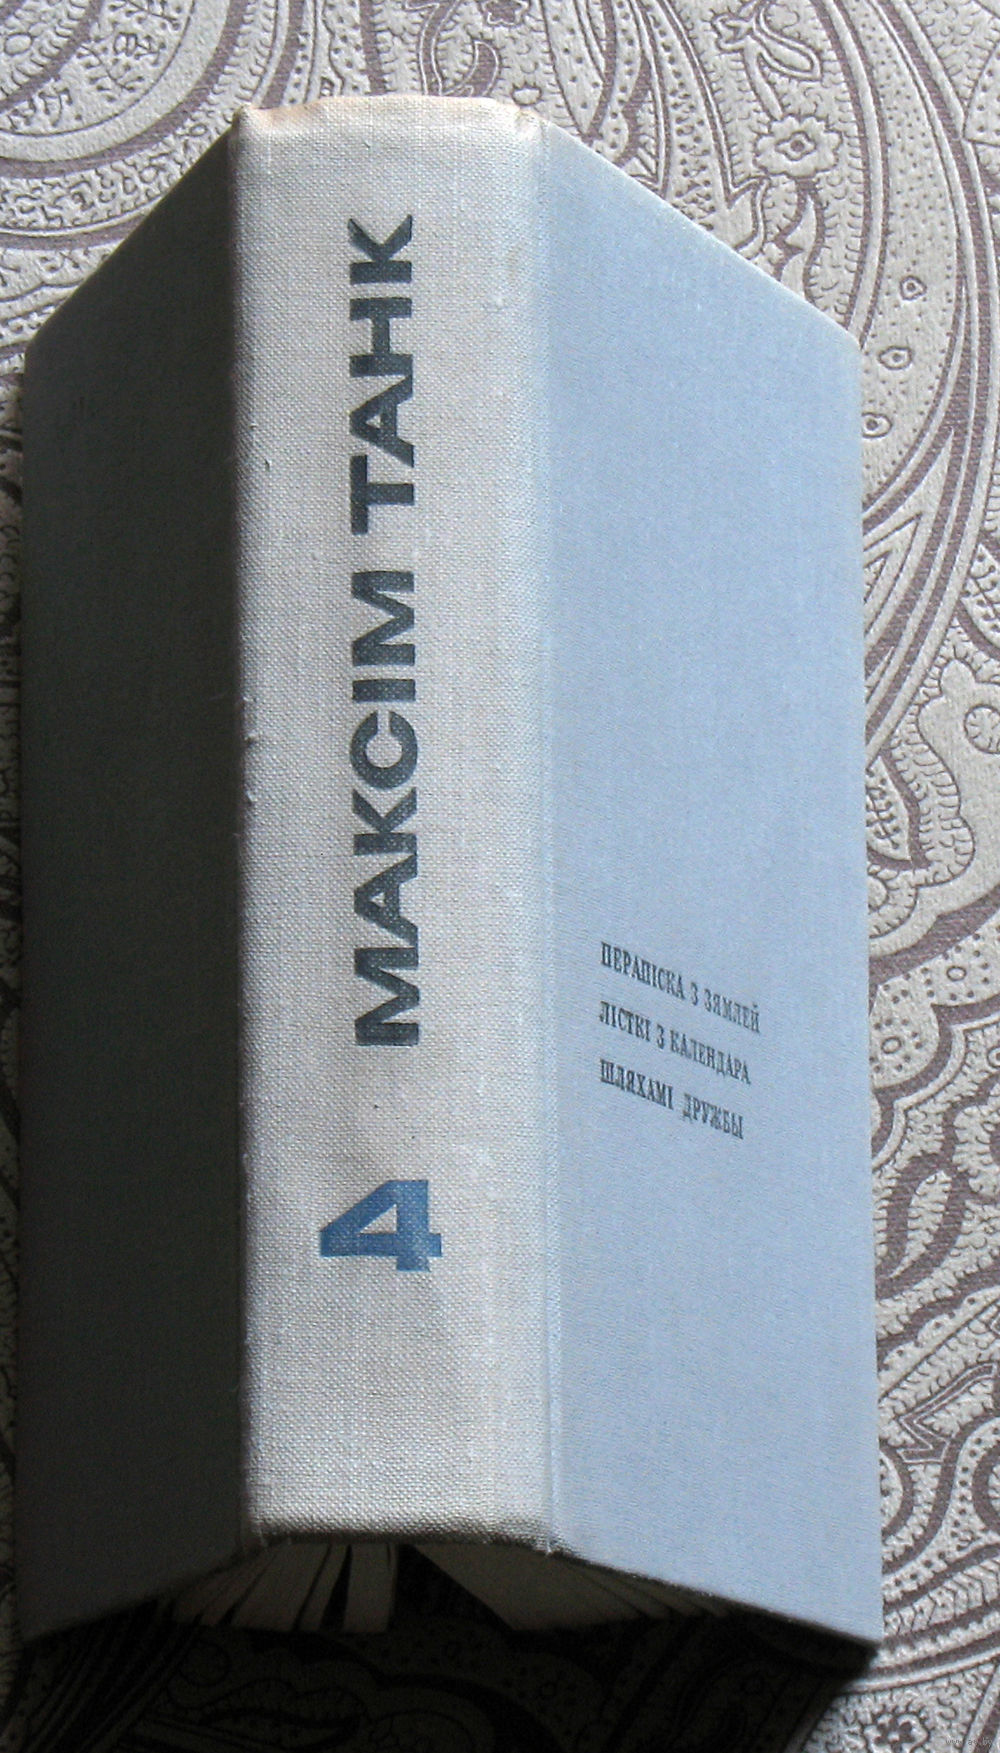 МАКСІМ ТАНК
4
ПЕРАПІСКА З ЗЯМЛЕЙ
ЛІСТКІ З КАЛЕНДАРА
ШЛЯХАМІ ДРУЖБЫ